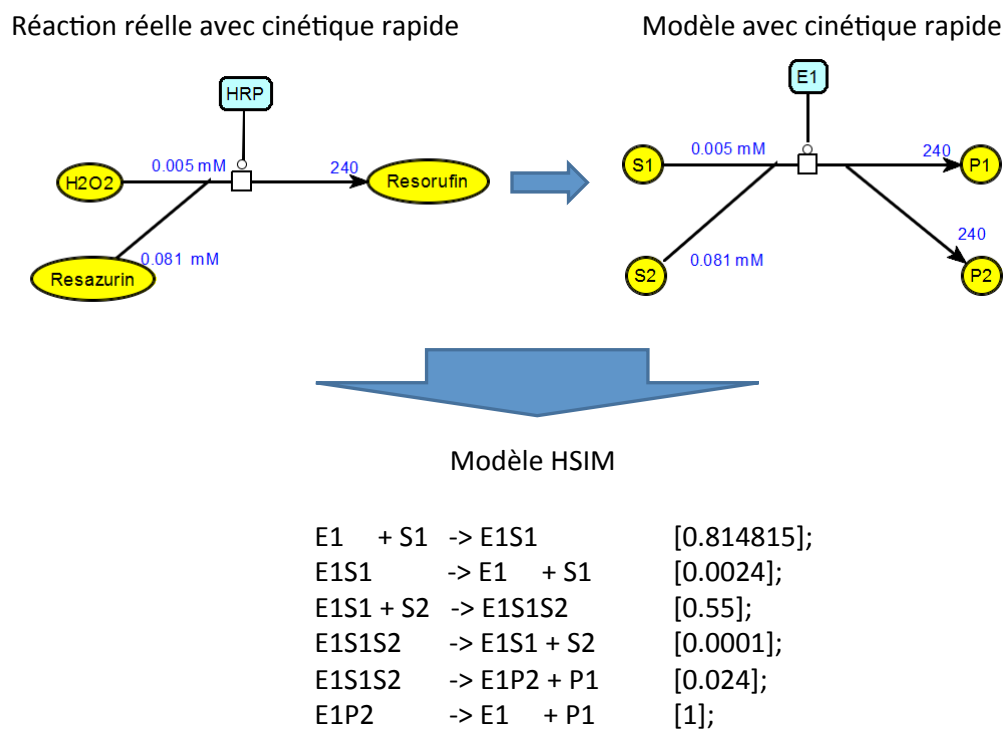 Réaction réelle avec cinétique rapide
Modèle avec cinétique rapide
HRP
0.005 mM
240
H2O2
Resorufin
0.081 mM
Resazurin
E1
0.005 mM
240
S1
P1
240
0.081 mM
S2
P2
Modèle HSIM
E1 + S1 -> E1S1 [0.814815];
E1S1 -> E1 + S1 [0.0024];
E1S1 + S2 -> E1S1S2 [0.55];
E1S1S2 -> E1S1 + S2 [0.0001];
E1S1S2 -> E1P2 + P1 [0.024];
E1P2 -> E1 + P1 [1];